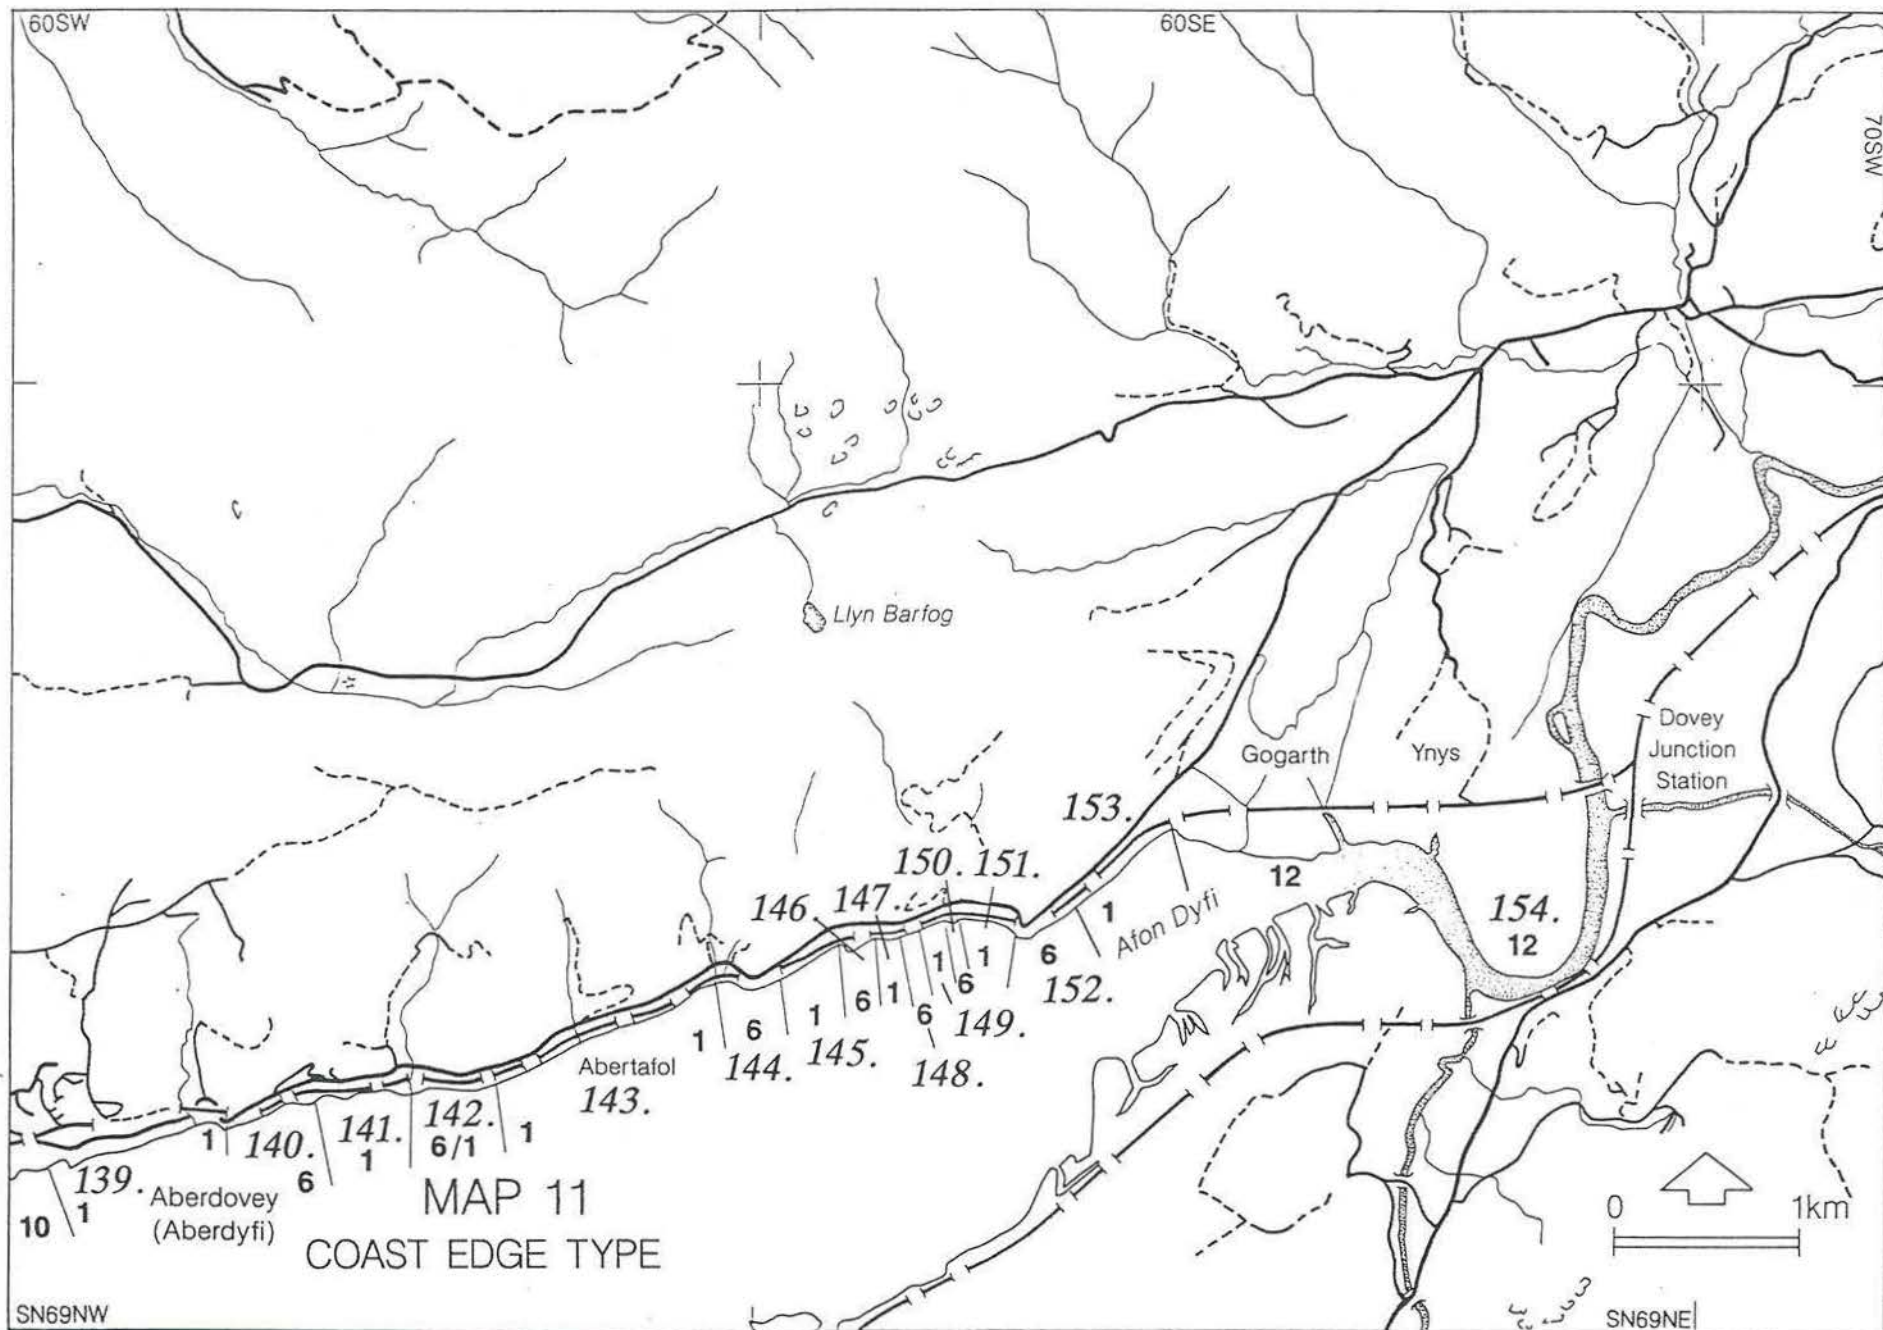 60SW
60SE
70SW
Llyn Barfog
Dovey
Junction
Station
Gogarth
Ynys
153.
150.
151.
147.
146
12
1
Afon Dyfi
154.
12
6
152.
1
6
1
149.
6
1
6
148.
1
145.
6
144.
1
Abertafol
143.
1
142.
6/1
141.
1
140.
6
1
139.
1
10
Aberdovey
(Aberdyfi)
MAP 11
COAST EDGE TYPE
0
1km
SN69NW
SN69NE